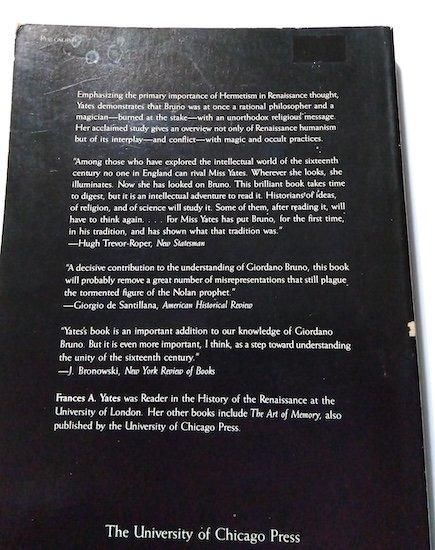 PHILOSOPHY
Emphasizing the primary importance of Hermetism in Renaissance thought,
Yates demonstrates that Bruno was at once a rational philosopher and a
magician—burned at the stake—with an unorthodox religious message.
Her acclaimed study gives an overview not only of Renaissance humanism
but of its interplay—and conflict—with magic and occult practices.
"Among those who have explored the intellectual world of the sixteenth
century no one in England can rival Miss Yates. Wherever she looks, she
illuminates. Now she has looked on Bruno. This brilliant book takes time
to digest, but it is an intellectual adventure to read it. Historians of ideas,
of religion, and of science will study it. Some of them, after reading it, will
have to think again. . . . For Miss Yates has put Bruno, for the first time,
in his tradition, and has shown what that tradition was."
—Hugh Trevor-Roper, New Statesman
"A decisive contribution to the understanding of Giordano Bruno, this book
will probably remove a great number of misrepresentations that still plague
the tormented figure of the Nolan prophet."
—Giorgio de Santillana, American Historical Review
"Yates's book is an important addition to our knowledge of Giordano
Bruno. But it is even more important, I think, as a step toward understanding
the unity of the sixteenth century."
—J. Bronowski, New York Review of Books
Frances A. Yates was Reader in the History of the Renaissance at the
University of London. Her other books include The Art of Memory, also
published by the University of Chicago Press.
The University of Chicago Press